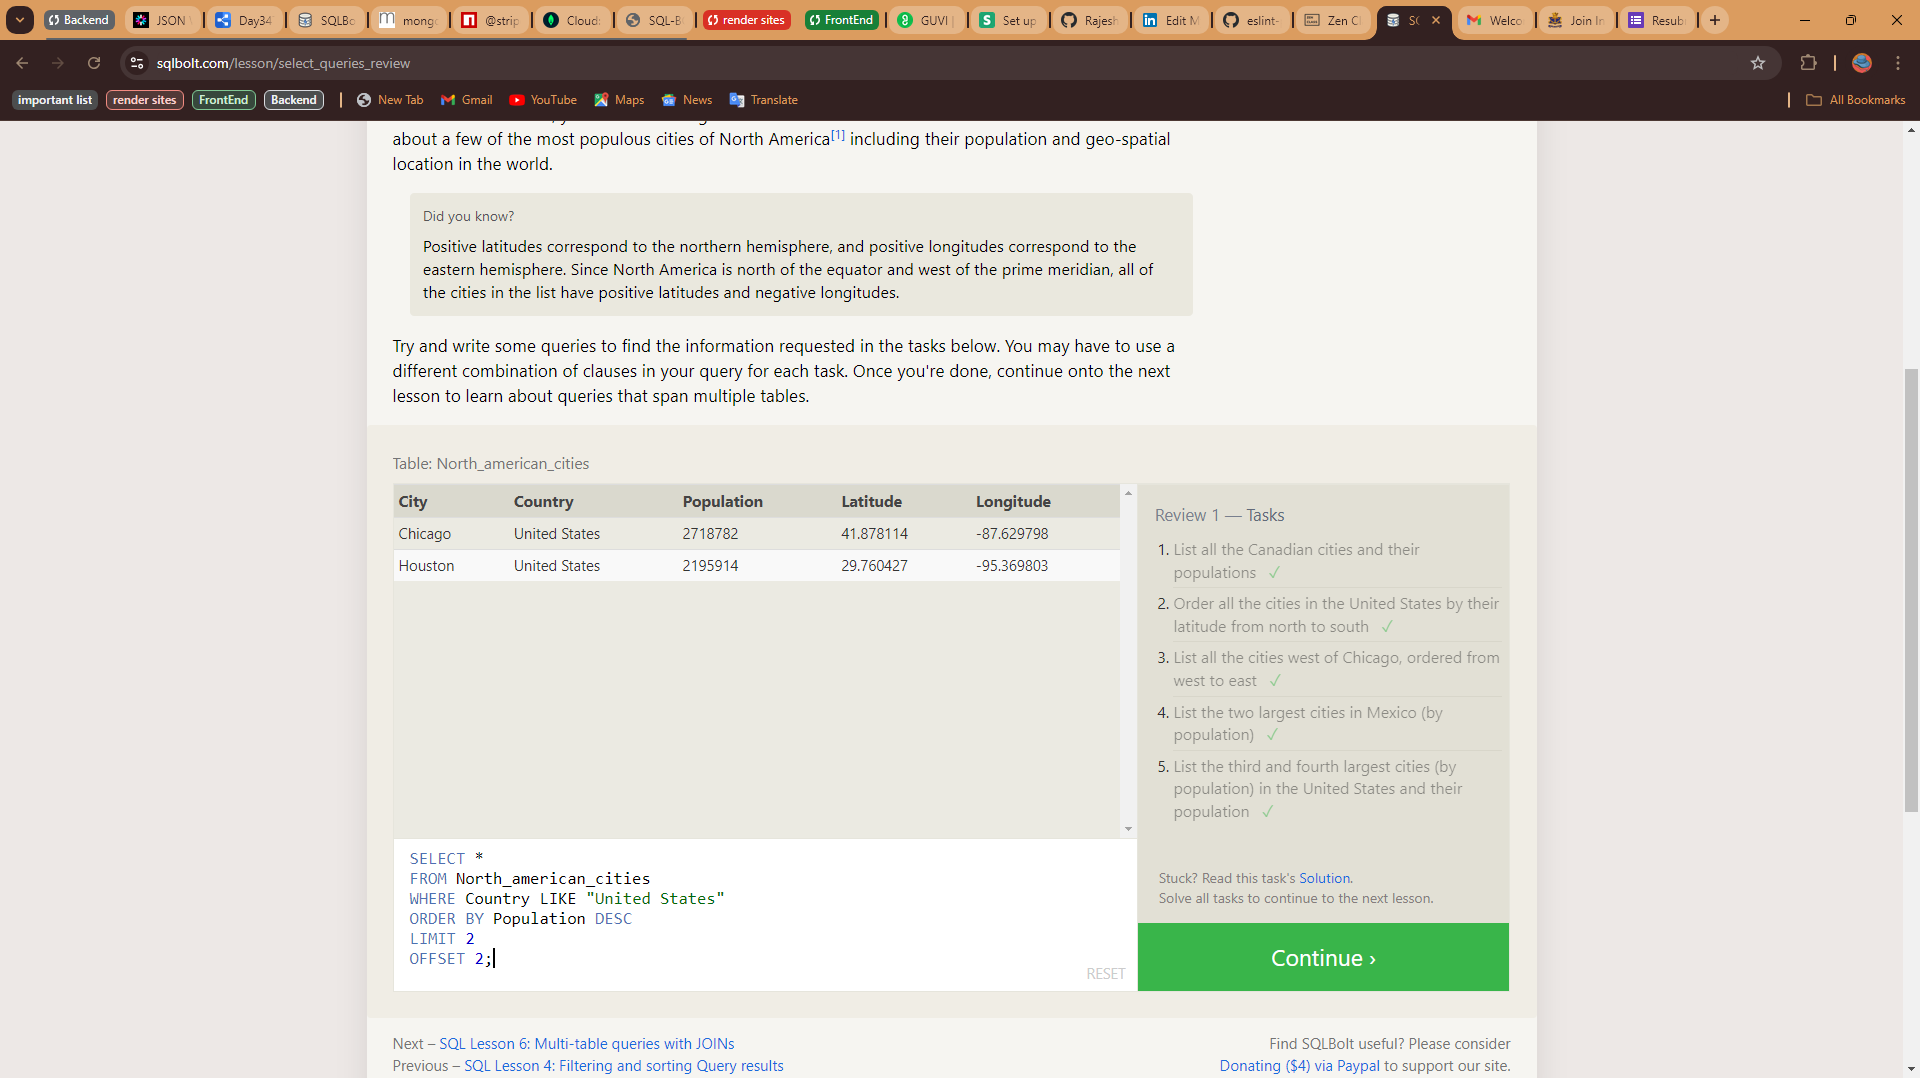 Backend
JSON
Day34
SQLBo
mongo
@strip
Clouds
SQL-B
render sites
FrontEnd
GUVI |
Set up
Rajesh
Edit M
eslint-
Zen Cl
Welco
Join In
Resub
sqlbolt.com/lesson/select_queries_review
important list
render sites
FrontEnd
Backend
New Tab
Gmail
YouTube
Maps
News
Translate
All Bookmarks
about a few of the most populous cities of North America[1] including their population and geo-spatial
location in the world.
Did you know?
Positive latitudes correspond to the northern hemisphere, and positive longitudes correspond to the
eastern hemisphere. Since North America is north of the equator and west of the prime meridian, all of
the cities in the list have positive latitudes and negative longitudes.
Try and write some queries to find the information requested in the tasks below. You may have to use a
different combination of clauses in your query for each task. Once you're done, continue onto the next
lesson to learn about queries that span multiple tables.
Table: North_american_cities
City Country Population Latitude Longitude
Chicago United States 2718782 41.878114 -87.629798
Houston United States 2195914 29.760427 -95.369803
Review 1 — Tasks
1. List all the Canadian cities and their
populations ✓
2. Order all the cities in the United States by their
latitude from north to south ✓
3. List all the cities west of Chicago, ordered from
west to east ✓
4. List the two largest cities in Mexico (by
population) ✓
5. List the third and fourth largest cities (by
population) in the United States and their
population ✓
Stuck? Read this task's Solution.
Solve all tasks to continue to the next lesson.
Continue ›
SELECT *
FROM North_american_cities
WHERE Country LIKE "United States"
ORDER BY Population DESC
LIMIT 2
OFFSET 2;
RESET
Next – SQL Lesson 6: Multi-table queries with JOINs
Previous – SQL Lesson 4: Filtering and sorting Query results
Find SQLBolt useful? Please consider
Donating ($4) via Paypal to support our site.